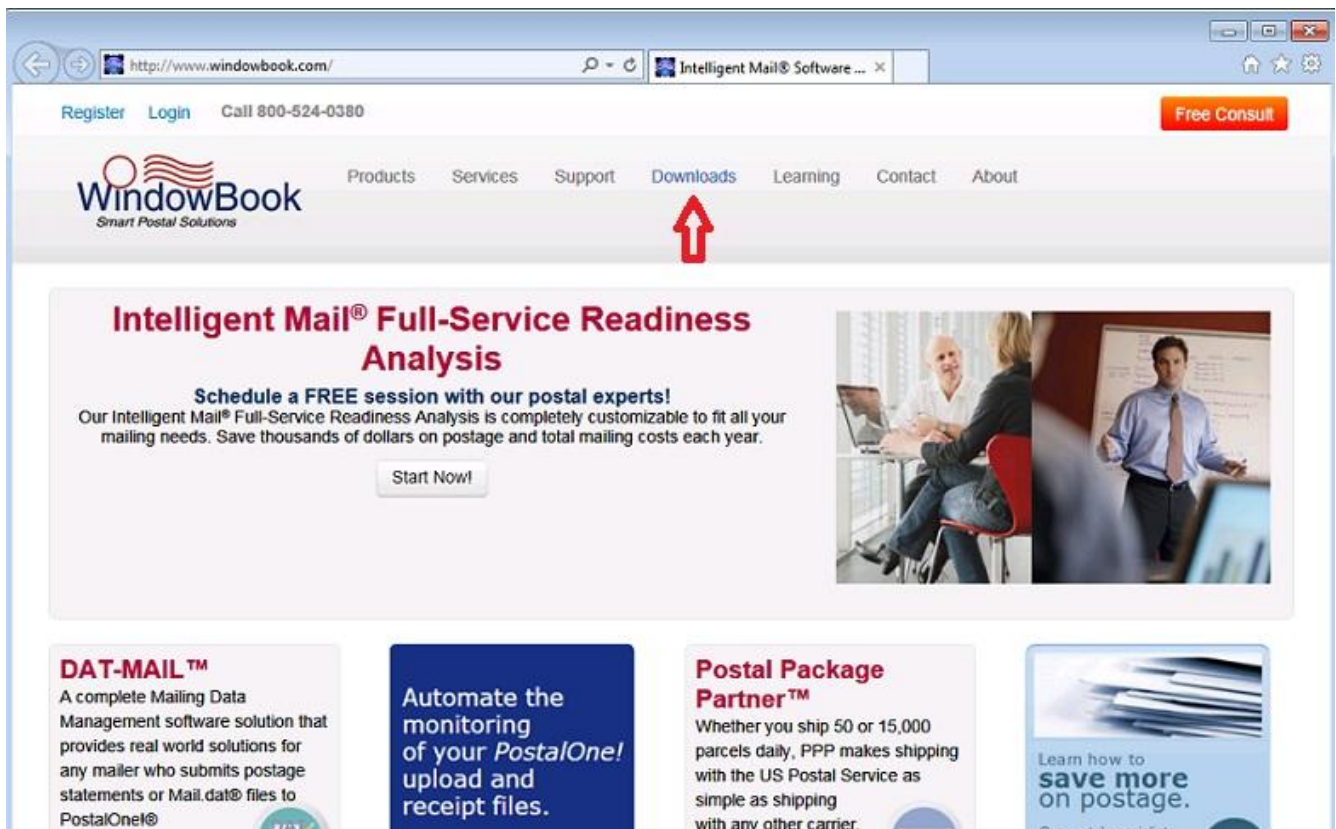 http://www.windowbook.com/
Intelligent Mail® Software ...
Register Login Call 800-524-0380
Free Consult
WindowBook
Smart Postal Solutions
Products Services Support Downloads Learning Contact About
Intelligent Mail® Full-Service Readiness
Analysis
Schedule a FREE session with our postal experts!
Our Intelligent Mail® Full-Service Readiness Analysis is completely customizable to fit all your
mailing needs. Save thousands of dollars on postage and total mailing costs each year.
Start Now!
DAT-MAIL™
A complete Mailing Data
Management software solution that
provides real world solutions for
any mailer who submits postage
statements or Mail.dat® files to
PostalOne!®
Automate the
monitoring
of your PostalOne!
upload and
receipt files.
Postal Package
Partner™
Whether you ship 50 or 15,000
parcels daily, PPP makes shipping
with the US Postal Service as
simple as shipping
with any other carrier.
Learn how to
save more
on postage.